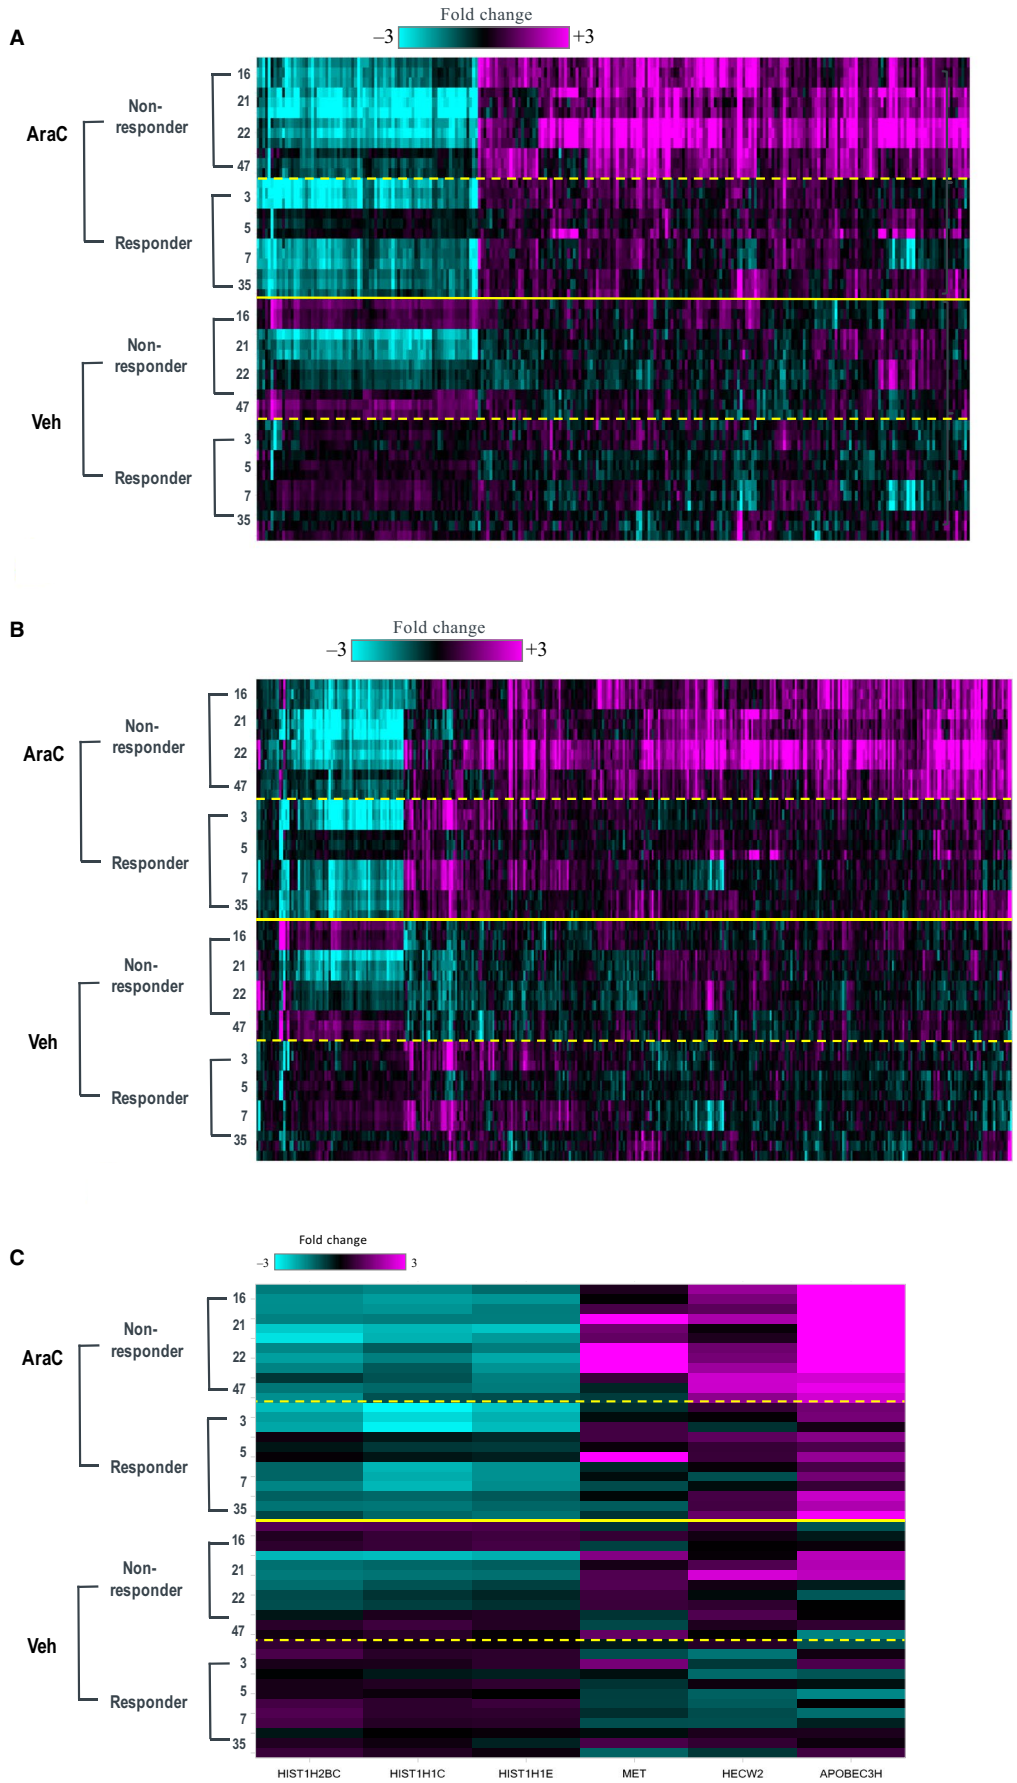 A
Fold change
–3
+3
AraC
Non-
responder
16
21
22
47
Responder
3
5
7
35
Veh
Non-
responder
16
21
22
47
Responder
3
5
7
35
B
Fold change
–3
+3
AraC
Non-
responder
16
21
22
47
Responder
3
5
7
35
Veh
Non-
responder
16
21
22
47
Responder
3
5
7
35
C
Fold change
–3
3
AraC
Non-
responder
16
21
22
47
Responder
3
5
7
35
Veh
Non-
responder
16
21
22
47
Responder
3
5
7
35
HIST1H2BC HIST1H1C HIST1H1E MET HECW2 APOBEC3H